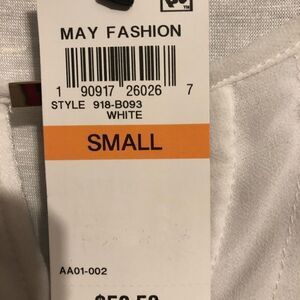 MAY FASHION
1 90917 26026 7
STYLE 918-B093
WHITE
SMALL
AA01-002